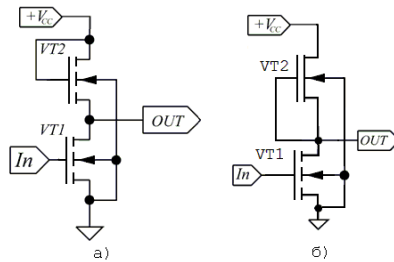 +V_CC
VT2
VT1
In
OUT
а)
+V_CC
VT2
VT1
In
OUT
б)